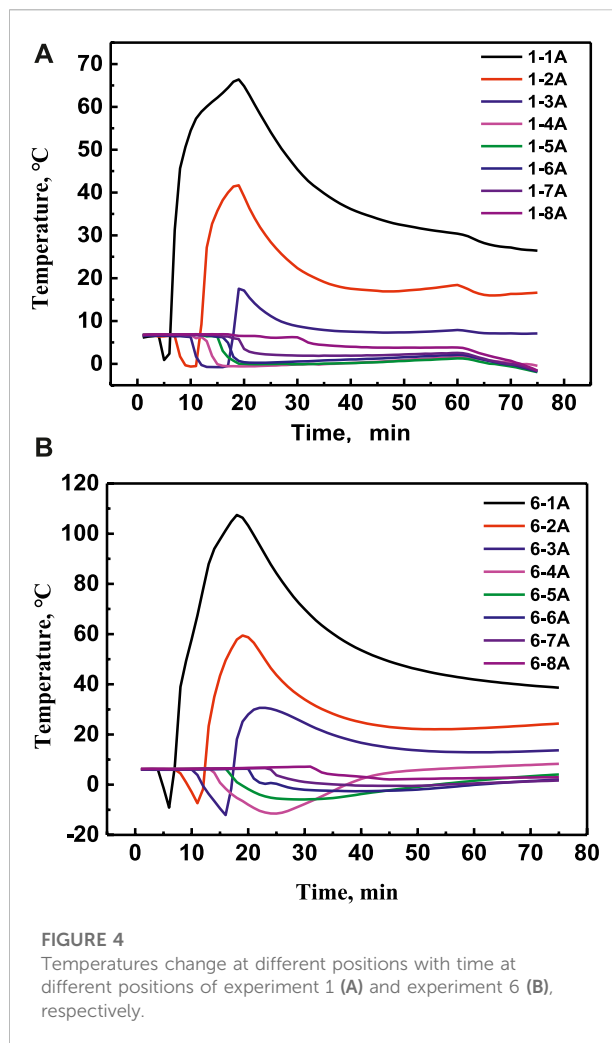 A
Temperature, °C
70
60
50
40
30
20
10
0
1-1A
1-2A
1-3A
1-4A
1-5A
1-6A
1-7A
1-8A
0 10 20 30 40 50 60 70 80
Time, min
B
Temperature, °C
120
100
80
60
40
20
0
-20
6-1A
6-2A
6-3A
6-4A
6-5A
6-6A
6-7A
6-8A
0 10 20 30 40 50 60 70 80
Time, min
FIGURE 4
Temperatures change at different positions with time at
different positions of experiment 1 (A) and experiment 6 (B),
respectively.